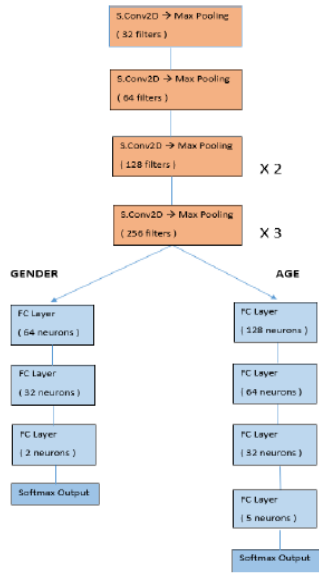 S.Conv2D → Max Pooling
( 32 filters )
S.Conv2D → Max Pooling
( 64 filters )
S.Conv2D → Max Pooling
( 128 filters )
X 2
S.Conv2D → Max Pooling
( 256 filters )
X 3
GENDER
AGE
FC Layer
( 64 neurons )
FC Layer
( 32 neurons )
FC Layer
( 2 neurons )
Softmax Output
FC Layer
( 128 neurons )
FC Layer
( 64 neurons )
FC Layer
( 32 neurons )
FC Layer
( 5 neurons )
Softmax Output